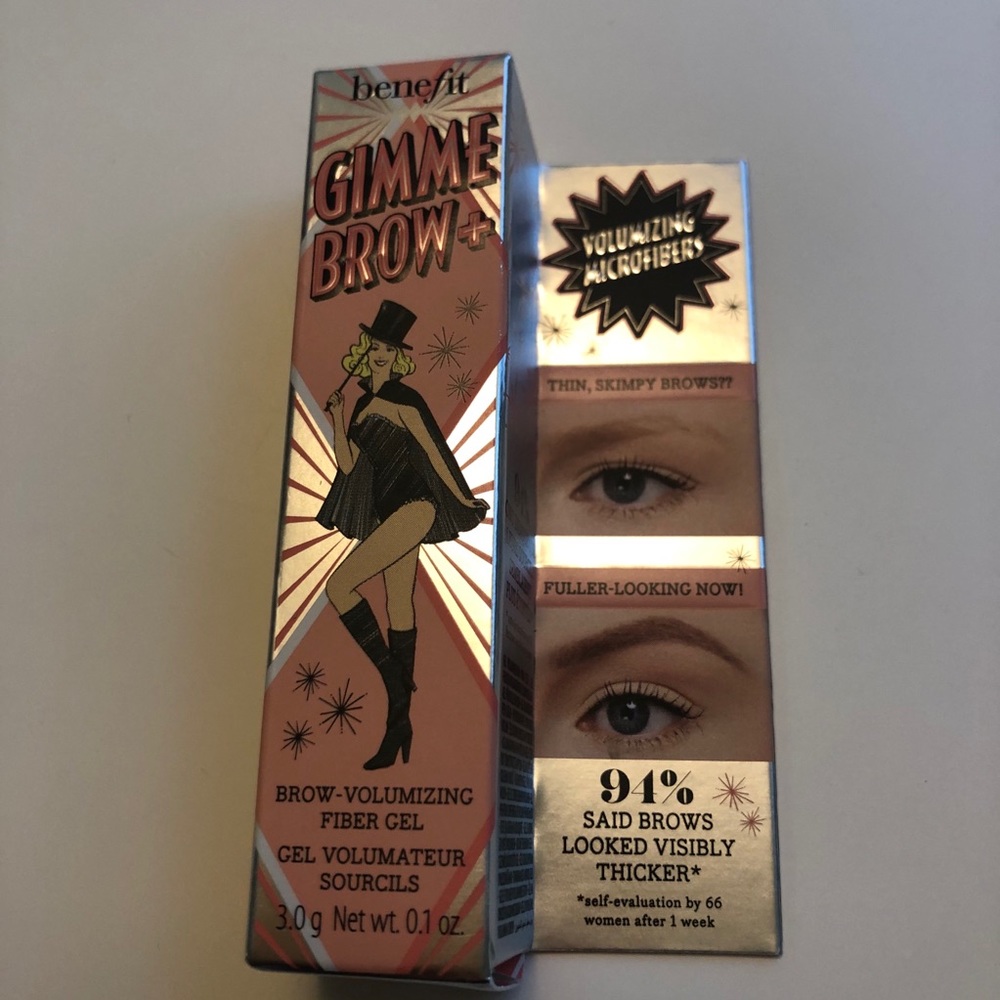 benefit
GIMME
BROW+
BROW-VOLUMIZING
FIBER GEL
GEL VOLUMATEUR
SOURCILS
3.0 g Net wt. 0.1 oz.
VOLUMIZING
MICROFIBERS
THIN, SKIMPY BROWS??
FULLER-LOOKING NOW!
94%
SAID BROWS
LOOKED VISIBLY
THICKER*
*self-evaluation by 66
women after 1 week